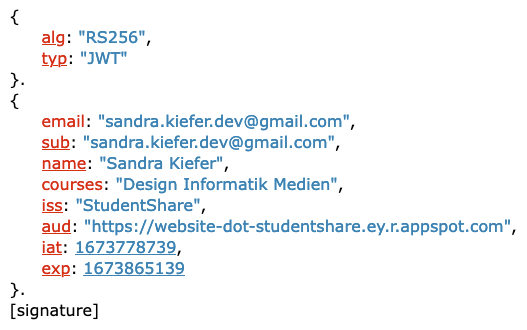 {
alg: "RS256",
typ: "JWT"
}.
{
email: "sandra.kiefer.dev@gmail.com",
sub: "sandra.kiefer.dev@gmail.com",
name: "Sandra Kiefer",
courses: "Design Informatik Medien",
iss: "StudentShare",
aud: "https://website-dot-studentshare.ey.r.appspot.com",
iat: 1673778739,
exp: 1673865139
}.
[signature]